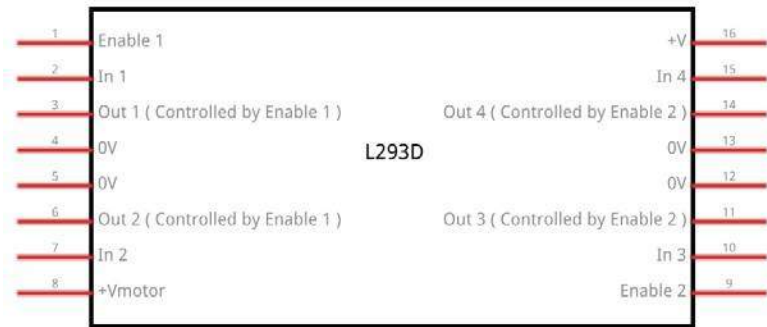 1 Enable 1 +V 16
2 In 1 In 4 15
3 Out 1 ( Controlled by Enable 1 ) Out 4 ( Controlled by Enable 2 ) 14
4 0V 0V 13
L293D
5 0V 0V 12
6 Out 2 ( Controlled by Enable 1 ) Out 3 ( Controlled by Enable 2 ) 11
7 In 2 In 3 10
8 +Vmotor Enable 2 9